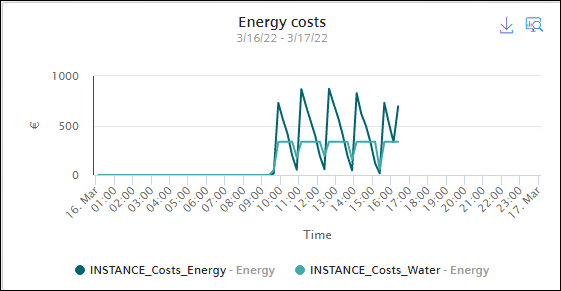 Energy costs
3/16/22 - 3/17/22
1000
500
0
€
16. Mar 01:00 02:00 03:00 04:00 05:00 06:00 07:00 08:00 09:00 10:00 11:00 12:00 13:00 14:00 15:00 16:00 17:00 18:00 19:00 20:00 21:00 22:00 23:00 17. Mar
Time
INSTANCE_Costs_Energy - Energy INSTANCE_Costs_Water - Energy